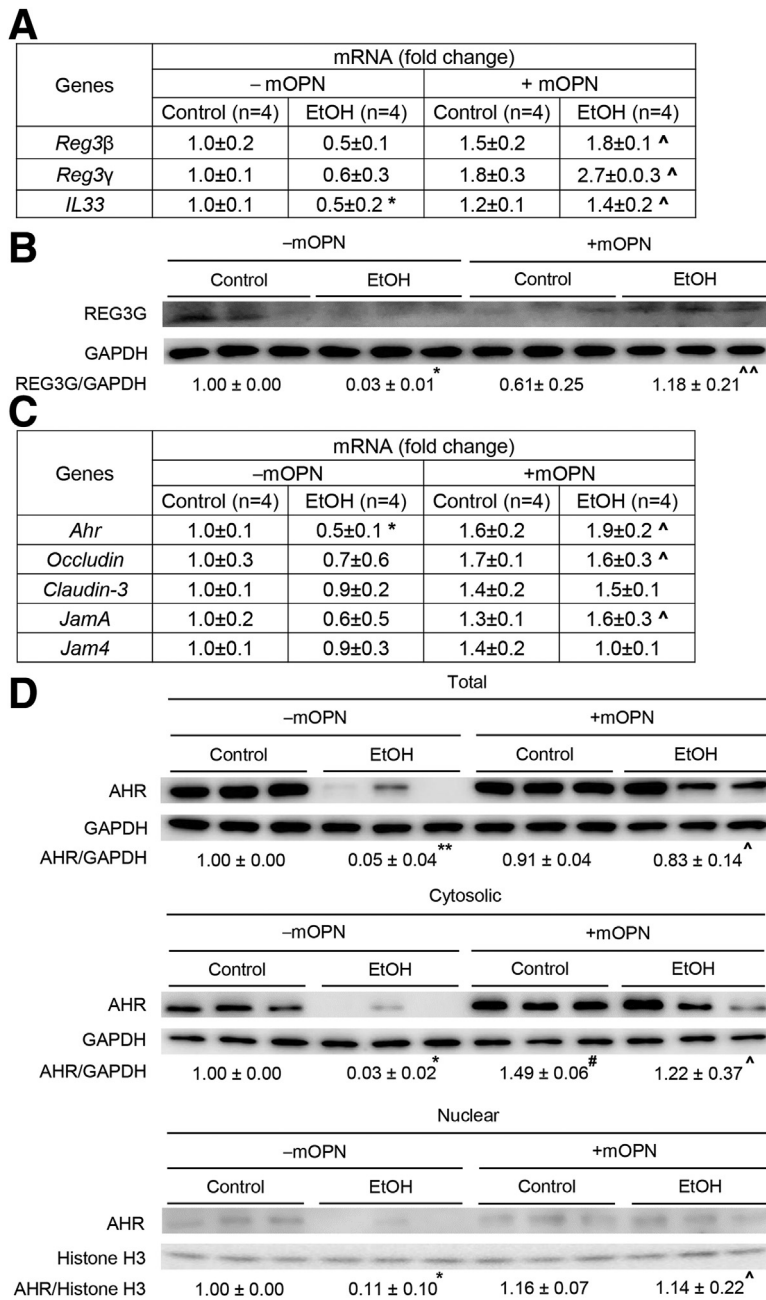 A
Genes
mRNA (fold change)
– mOPN
+ mOPN
Control (n=4) EtOH (n=4) Control (n=4) EtOH (n=4)
Reg3β 1.0±0.2 0.5±0.1 1.5±0.2 1.8±0.1 ^
Reg3γ 1.0±0.1 0.6±0.3 1.8±0.3 2.7±0.0.3 ^
IL33 1.0±0.1 0.5±0.2 * 1.2±0.1 1.4±0.2 ^
B
–mOPN +mOPN
Control EtOH Control EtOH
REG3G
GAPDH
REG3G/GAPDH 1.00 ± 0.00 0.03 ± 0.01* 0.61± 0.25 1.18 ± 0.21^^
C
Genes
mRNA (fold change)
–mOPN +mOPN
Control (n=4) EtOH (n=4) Control (n=4) EtOH (n=4)
Ahr 1.0±0.1 0.5±0.1 * 1.6±0.2 1.9±0.2 ^
Occludin 1.0±0.3 0.7±0.6 1.7±0.1 1.6±0.3 ^
Claudin-3 1.0±0.1 0.9±0.2 1.4±0.2 1.5±0.1
JamA 1.0±0.2 0.6±0.5 1.3±0.1 1.6±0.3 ^
Jam4 1.0±0.1 0.9±0.3 1.4±0.2 1.0±0.1
D
Total
–mOPN +mOPN
Control EtOH Control EtOH
AHR
GAPDH
AHR/GAPDH 1.00 ± 0.00 0.05 ± 0.04** 0.91 ± 0.04 0.83 ± 0.14^
Cytosolic
–mOPN +mOPN
Control EtOH Control EtOH
AHR
GAPDH
AHR/GAPDH 1.00 ± 0.00 0.03 ± 0.02* 1.49 ± 0.06# 1.22 ± 0.37^
Nuclear
–mOPN +mOPN
Control EtOH Control EtOH
AHR
Histone H3
AHR/Histone H3 1.00 ± 0.00 0.11 ± 0.10* 1.16 ± 0.07 1.14 ± 0.22^